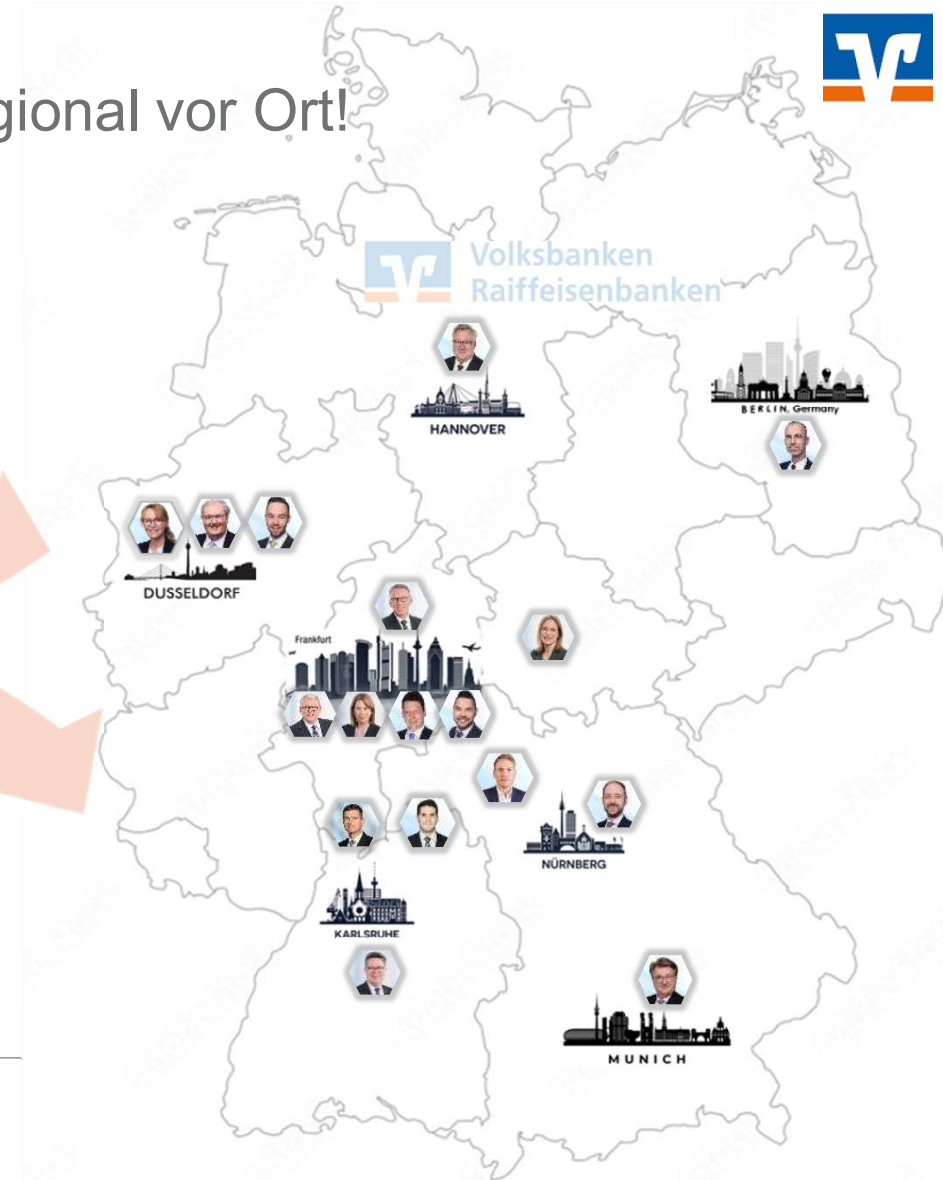 gional vor Ort!
Volksbanken
Raiffeisenbanken
HANNOVER
BERLIN, Germany
DUSSELDORF
Frankfurt
NÜRNBERG
KARLSRUHE
MUNICH